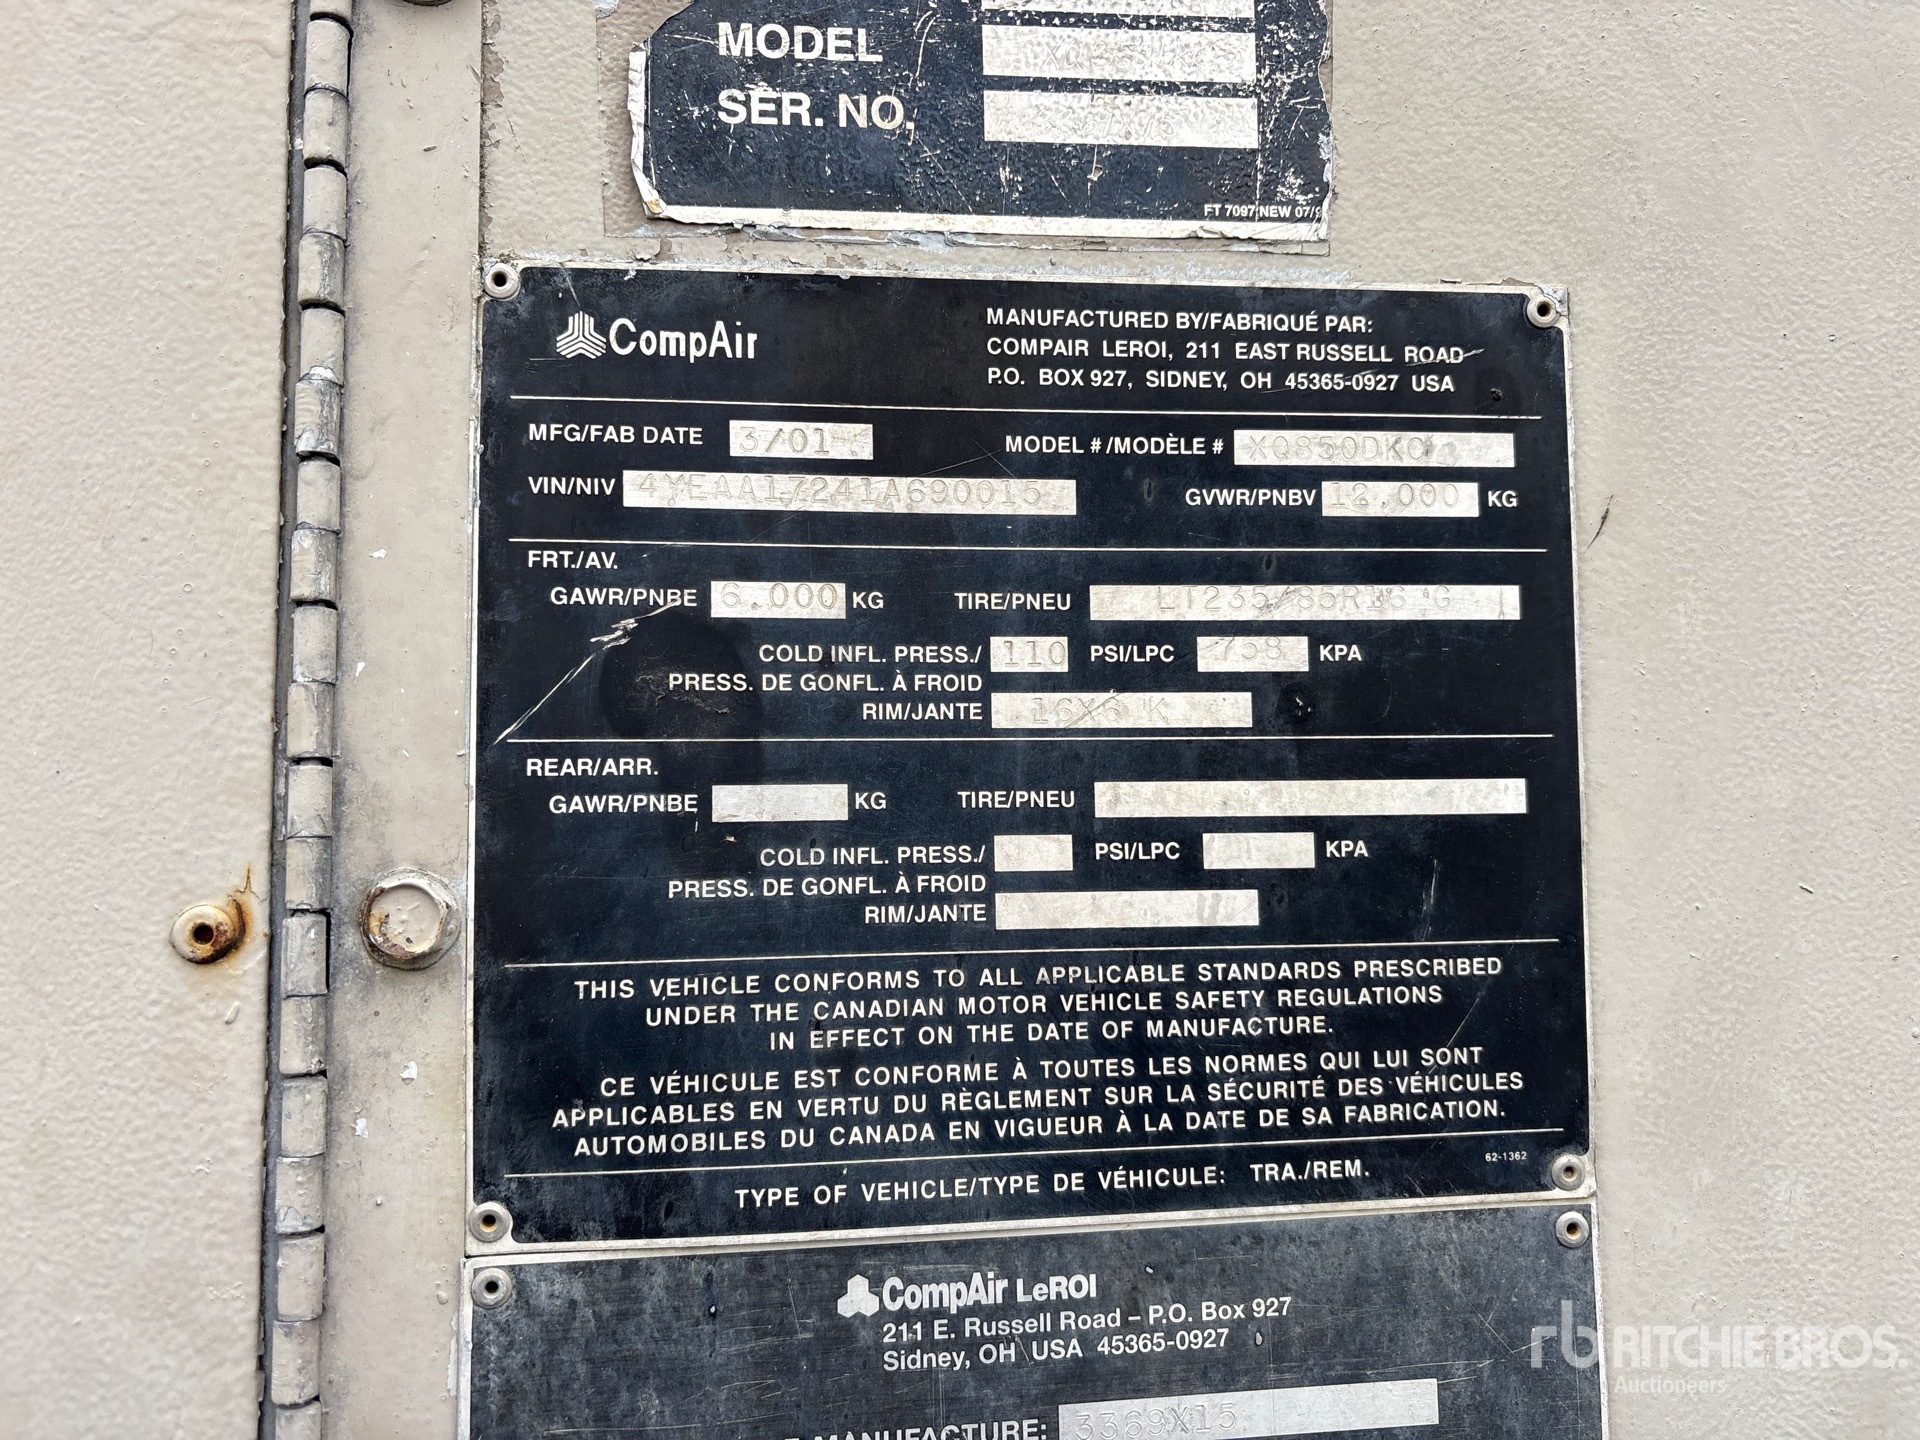 MODEL
SER. NO.
FT 7097 NEW 07/9
CompAir
MANUFACTURED BY/FABRIQUÉ PAR:
COMPAIR LEROI, 211 EAST RUSSELL ROAD
P.O. BOX 927, SIDNEY, OH 45365-0927 USA
MFG/FAB DATE 3/01 MODEL #/MODÈLE # XQ850DKC
VIN/NIV 4YEAA17241A690015 GVWR/PNBV 12,000 KG
FRT./AV.
GAWR/PNBE 6,000 KG TIRE/PNEU LT235/85R16 G
COLD INFL. PRESS./ 110 PSI/LPC 758 KPA
PRESS. DE GONFL. À FROID
RIM/JANTE 16X6 K
REAR/ARR.
GAWR/PNBE KG TIRE/PNEU
COLD INFL. PRESS./ PSI/LPC KPA
PRESS. DE GONFL. À FROID
RIM/JANTE
THIS VEHICLE CONFORMS TO ALL APPLICABLE STANDARDS PRESCRIBED
UNDER THE CANADIAN MOTOR VEHICLE SAFETY REGULATIONS
IN EFFECT ON THE DATE OF MANUFACTURE.
CE VÉHICULE EST CONFORME À TOUTES LES NORMES QUI LUI SONT
APPLICABLES EN VERTU DU RÈGLEMENT SUR LA SÉCURITÉ DES VÉHICULES
AUTOMOBILES DU CANADA EN VIGUEUR À LA DATE DE SA FABRICATION.
62-1362
TYPE OF VEHICLE/TYPE DE VÉHICULE: TRA./REM.
CompAir LeROI
211 E. Russell Road – P.O. Box 927
Sidney, OH USA 45365-0927
MANUFACTURE: 3369X15
rb RITCHIE BROS.
Auctioneers